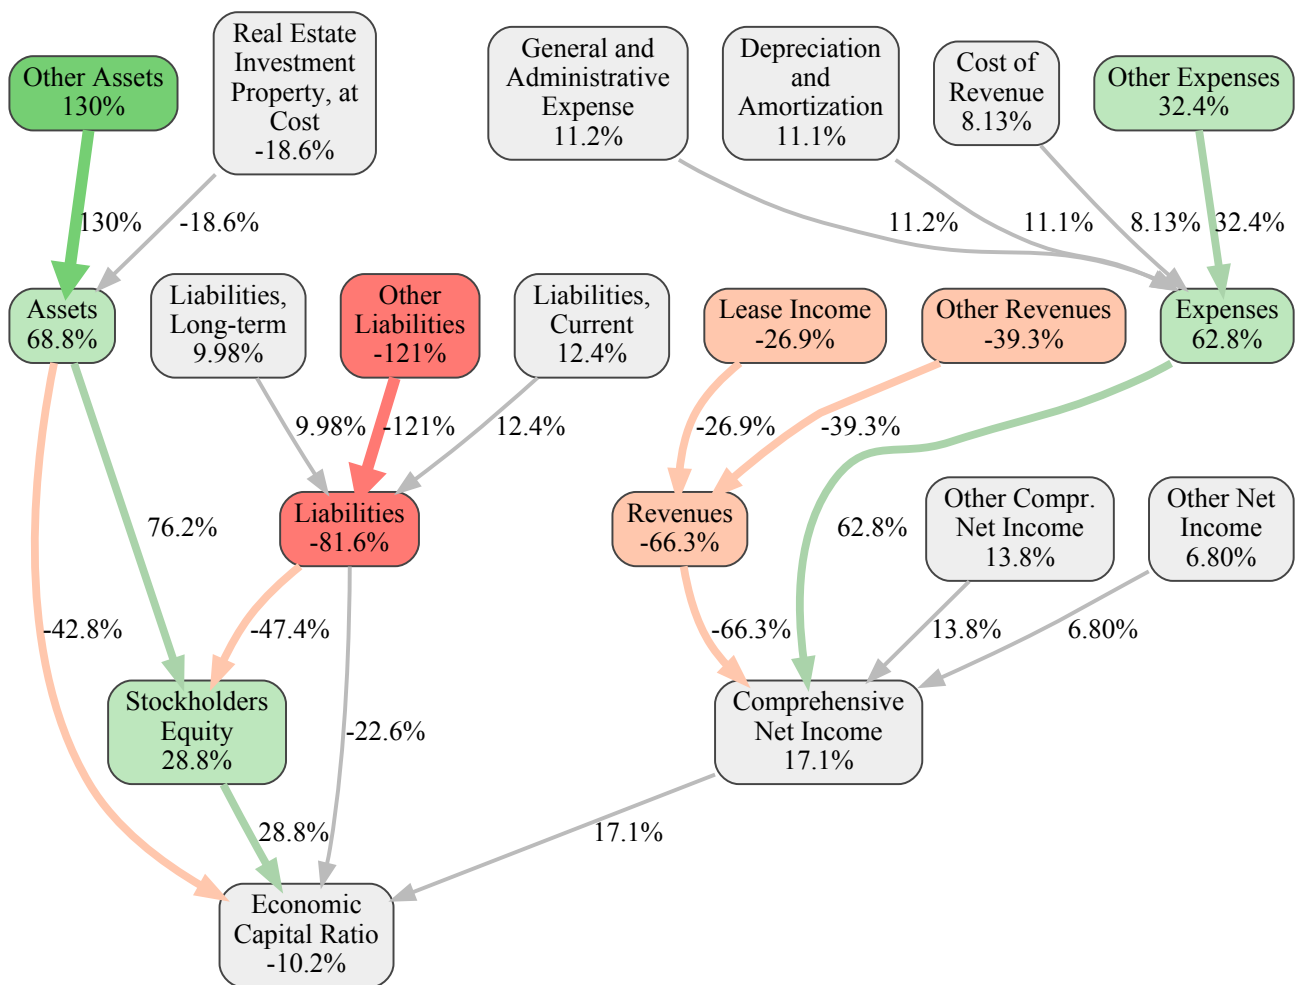 Other Assets
130%
Real Estate
Investment
Property, at
Cost
-18.6%
General and
Administrative
Expense
11.2%
Depreciation
and
Amortization
11.1%
Cost of
Revenue
8.13%
Other Expenses
32.4%
130%
-18.6%
11.2%
11.1%
8.13%
32.4%
Assets
68.8%
Liabilities,
Long-term
9.98%
Other
Liabilities
-121%
Liabilities,
Current
12.4%
Lease Income
-26.9%
Other Revenues
-39.3%
Expenses
62.8%
9.98%
-121%
12.4%
-26.9%
-39.3%
76.2%
Liabilities
-81.6%
Revenues
-66.3%
62.8%
Other Compr.
Net Income
13.8%
Other Net
Income
6.80%
-42.8%
-47.4%
-66.3%
13.8%
6.80%
Stockholders
Equity
28.8%
-22.6%
Comprehensive
Net Income
17.1%
28.8%
17.1%
Economic
Capital Ratio
-10.2%